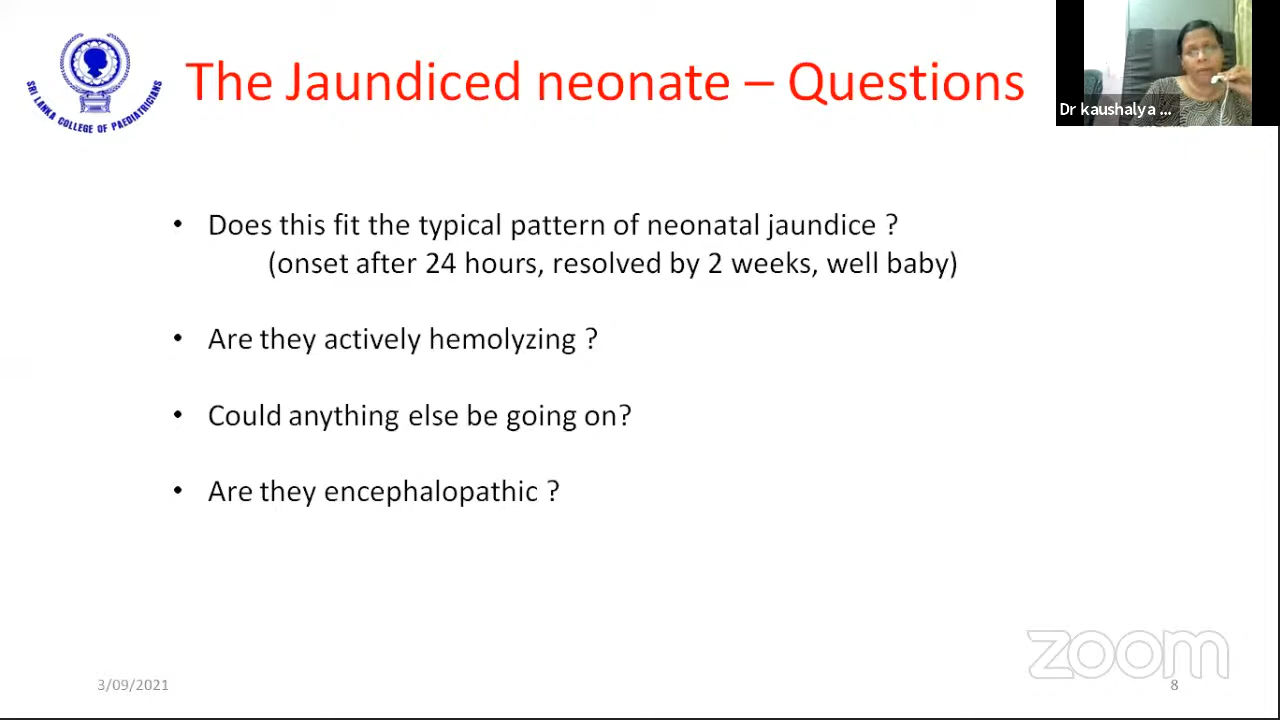 SRI LANKA COLLEGE OF PAEDIATRICIANS
The Jaundiced neonate – Questions
Dr kaushalya ...
• Does this fit the typical pattern of neonatal jaundice ?
(onset after 24 hours, resolved by 2 weeks, well baby)
• Are they actively hemolyzing ?
• Could anything else be going on?
• Are they encephalopathic ?
zoom
3/09/2021
8